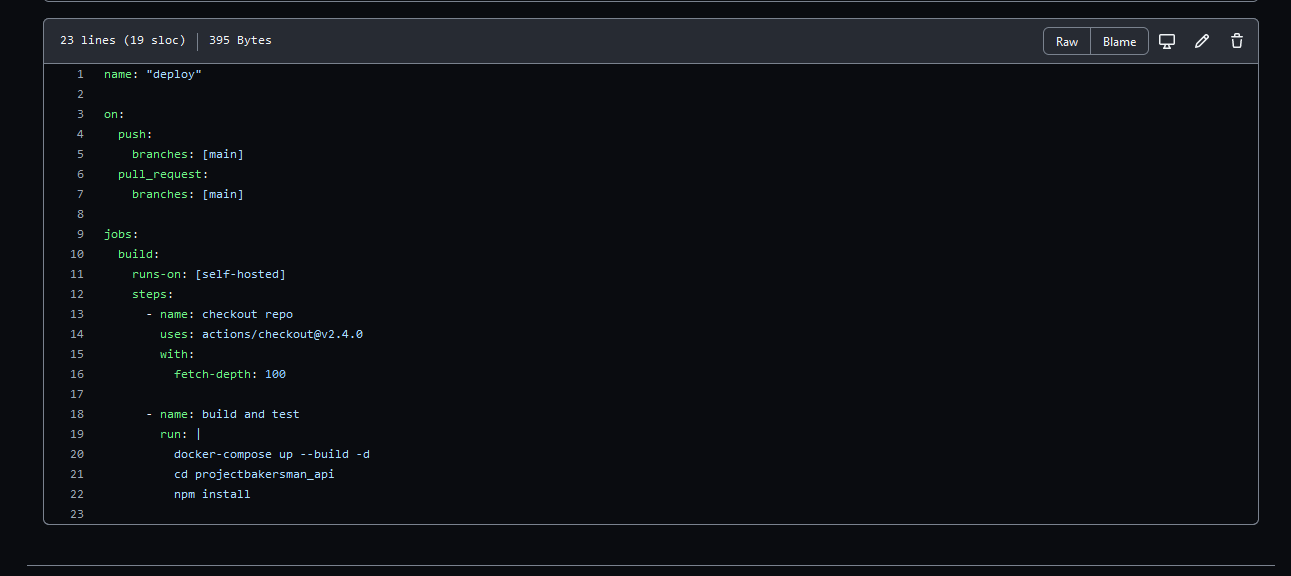 23 lines (19 sloc) | 395 Bytes Raw Blame
1 name: "deploy"
2
3 on:
4   push:
5     branches: [main]
6   pull_request:
7     branches: [main]
8
9 jobs:
10   build:
11     runs-on: [self-hosted]
12     steps:
13       - name: checkout repo
14         uses: actions/checkout@v2.4.0
15         with:
16           fetch-depth: 100
17
18       - name: build and test
19         run: |
20           docker-compose up --build -d
21           cd projectbakersman_api
22           npm install
23